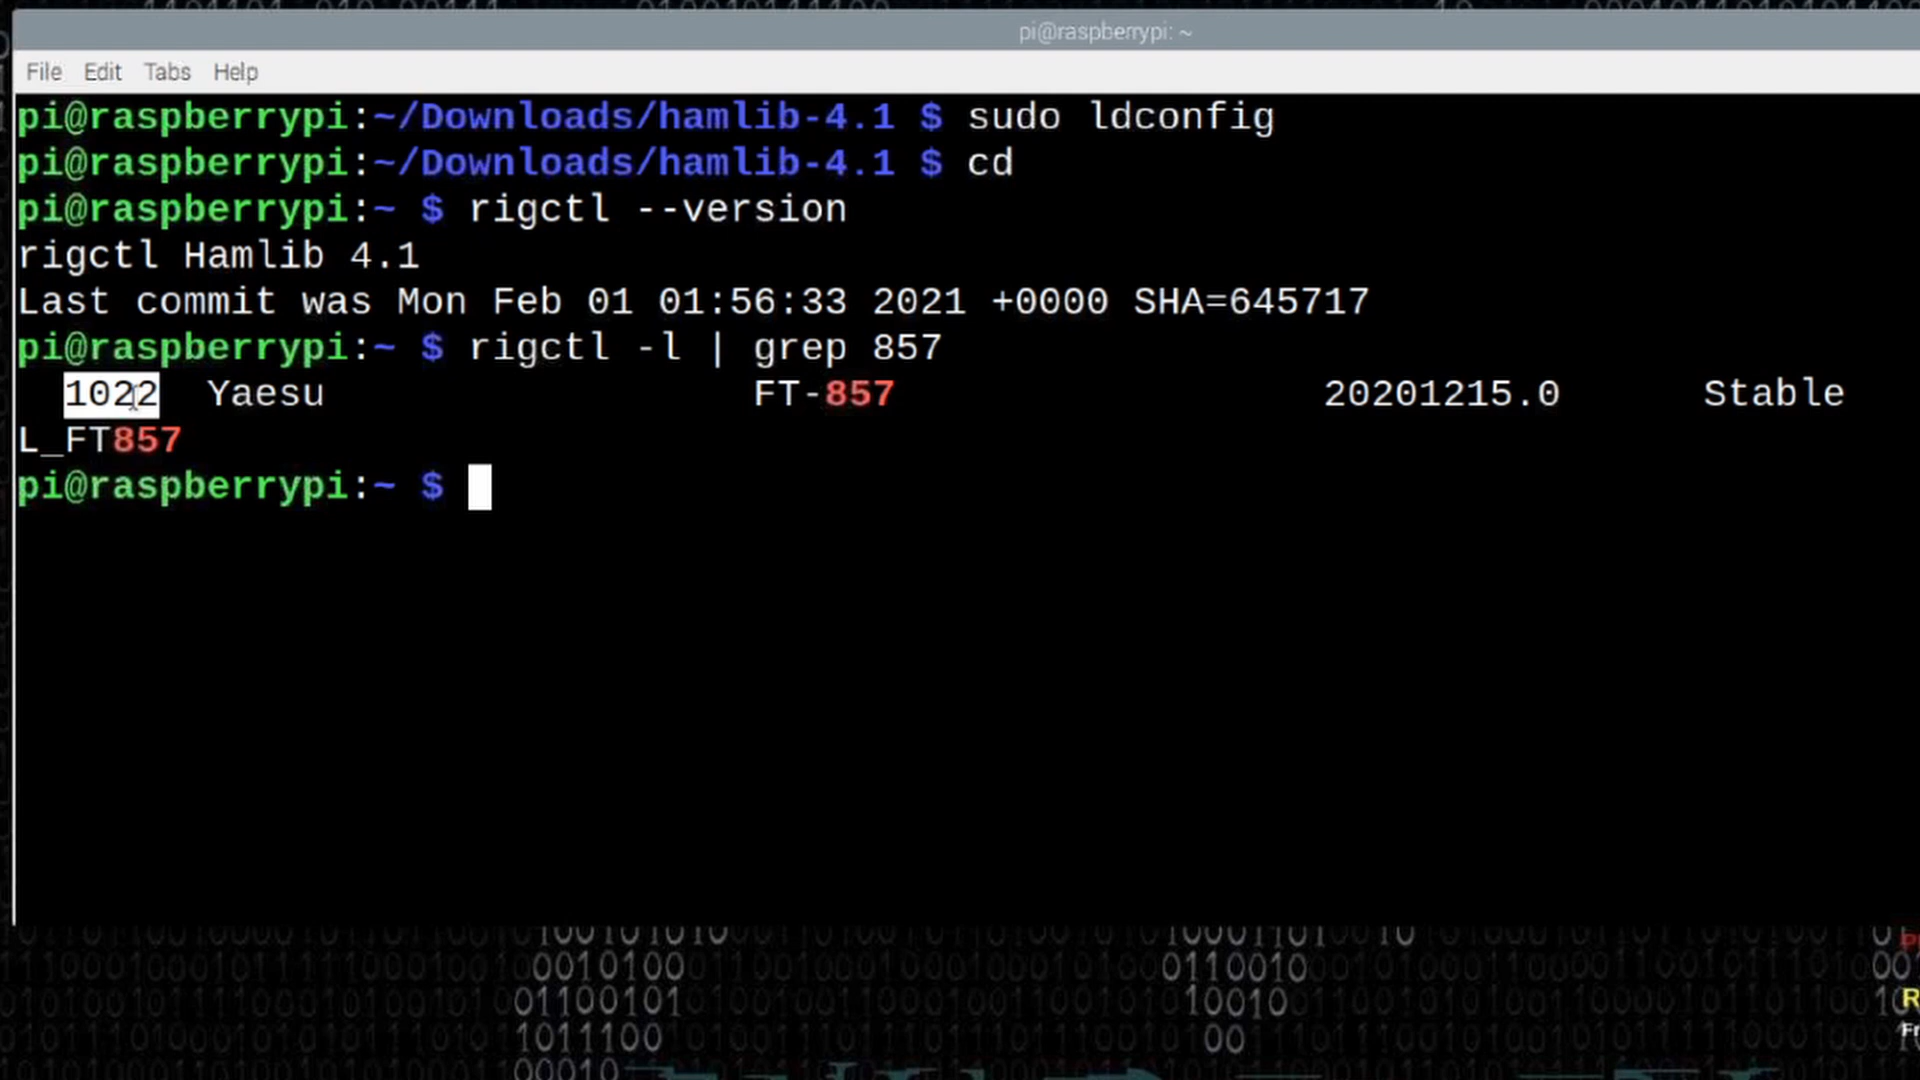 pi@raspberrypi: ~
File Edit Tabs Help
pi@raspberrypi:~/Downloads/hamlib-4.1 $ sudo ldconfig
pi@raspberrypi:~/Downloads/hamlib-4.1 $ cd
pi@raspberrypi:~ $ rigctl --version
rigctl Hamlib 4.1
Last commit was Mon Feb 01 01:56:33 2021 +0000 SHA=645717
pi@raspberrypi:~ $ rigctl -l | grep 857
1022 Yaesu FT-857 20201215.0 Stable
L_FT857
pi@raspberrypi:~ $